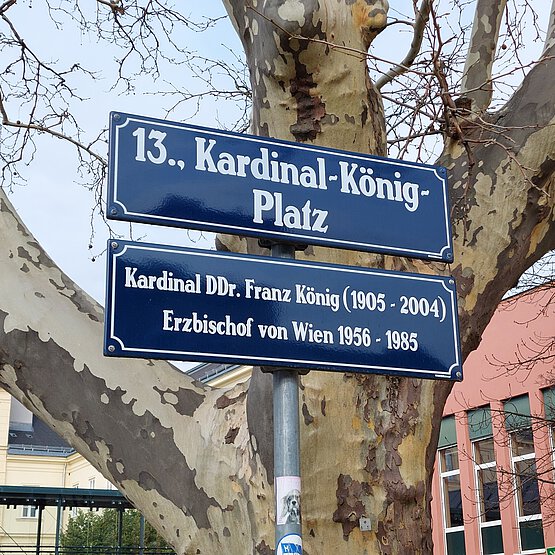 13., Kardinal-König-
Platz
Kardinal DDr. Franz König (1905 - 2004)
Erzbischof von Wien 1956 - 1985